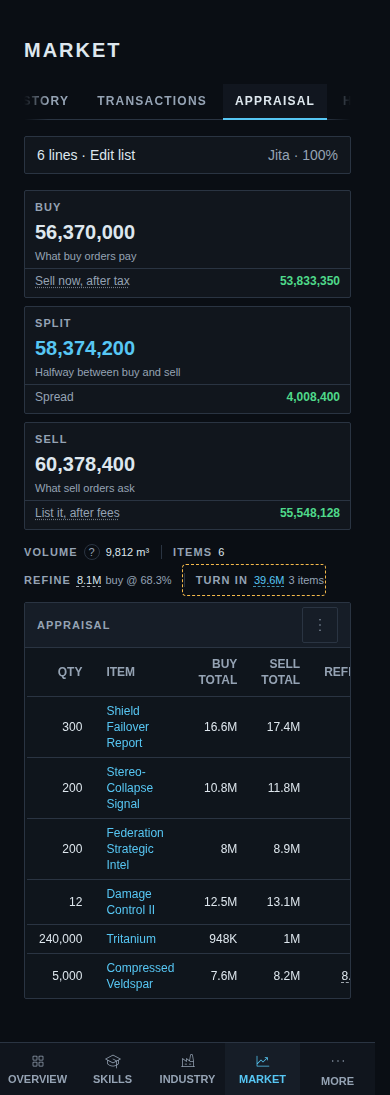 MARKET
STORY TRANSACTIONS APPRAISAL H
6 lines · Edit list Jita · 100%
BUY
56,370,000
What buy orders pay
Sell now, after tax 53,833,350
SPLIT
58,374,200
Halfway between buy and sell
Spread 4,008,400
SELL
60,378,400
What sell orders ask
List it, after fees 55,548,128
VOLUME ? 9,812 m³ ITEMS 6
REFINE 8.1M buy @ 68.3% TURN IN 39.6M 3 items
APPRAISAL ⋮
QTY ITEM BUY TOTAL SELL TOTAL REFI
300 Shield Failover Report 16.6M 17.4M
200 Stereo-Collapse Signal 10.8M 11.8M
200 Federation Strategic Intel 8M 8.9M
12 Damage Control II 12.5M 13.1M
240,000 Tritanium 948K 1M
5,000 Compressed Veldspar 7.6M 8.2M 8.
OVERVIEW SKILLS INDUSTRY MARKET MORE